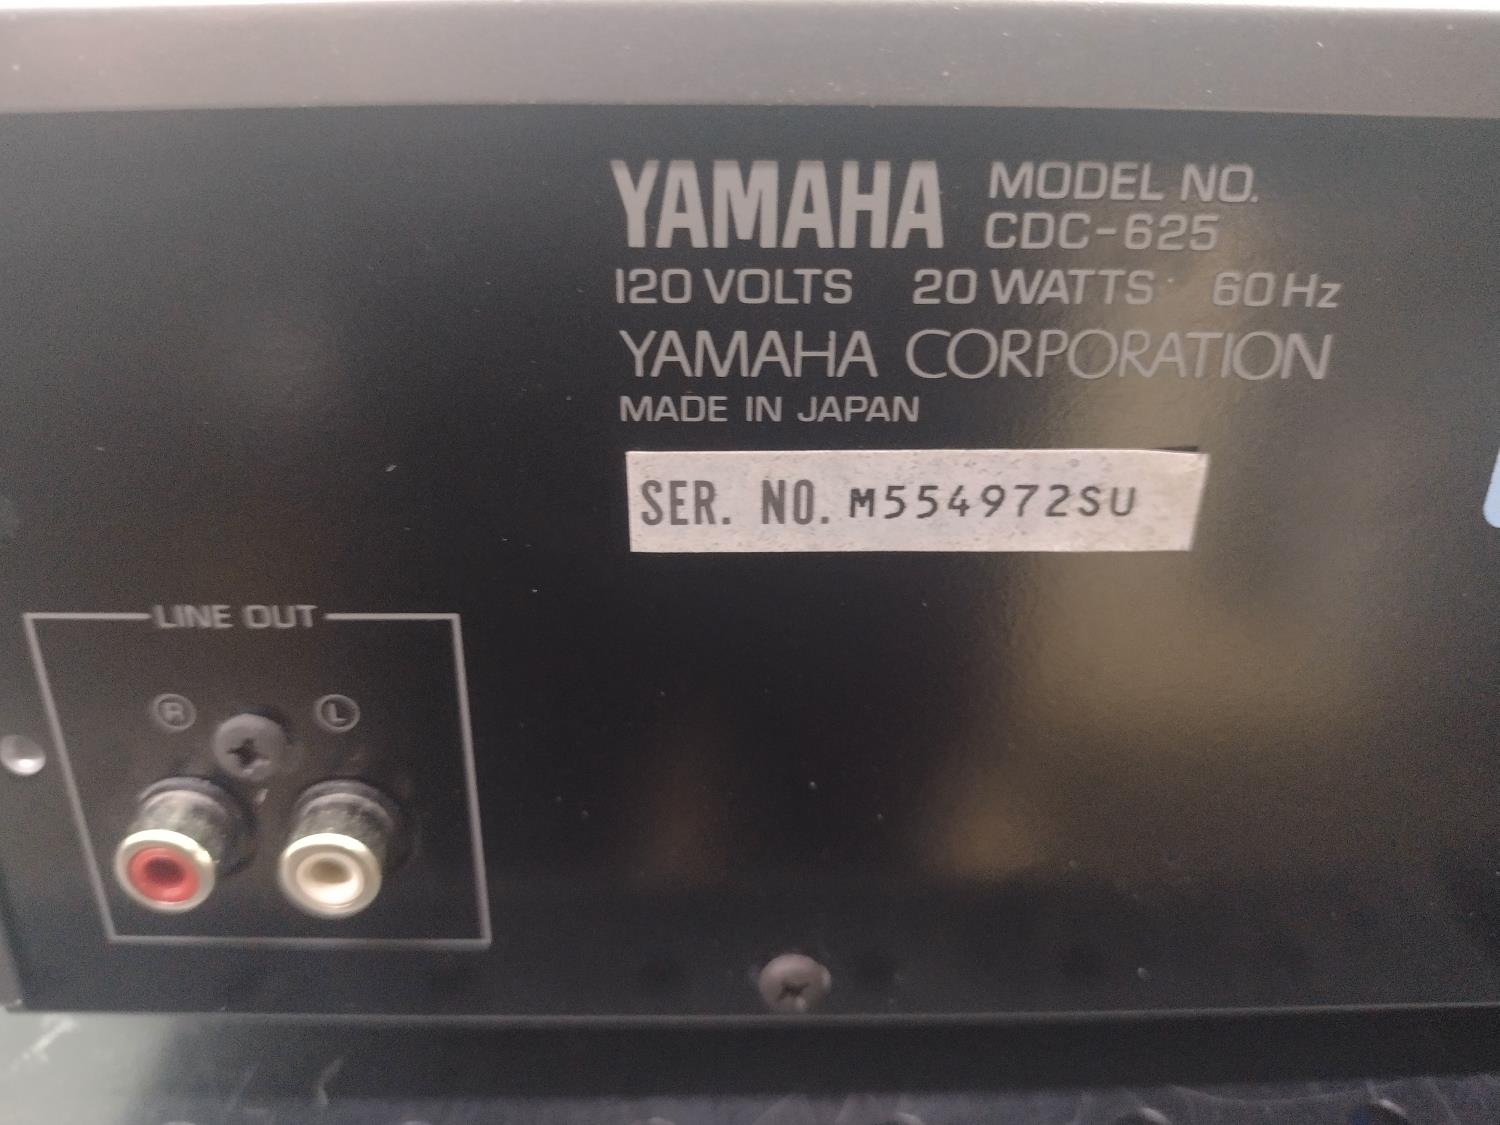 YAMAHA MODEL NO.
CDC-625
120 VOLTS 20 WATTS 60 Hz
YAMAHA CORPORATION
MADE IN JAPAN
SER. NO. M554972SU
LINE OUT
R L